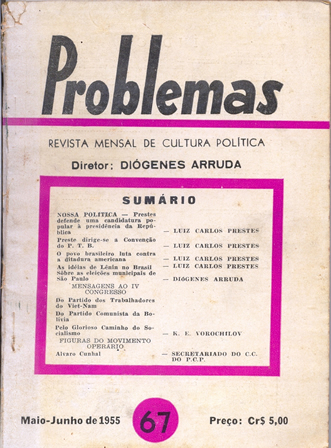 Problemas
REVISTA MENSAL DE CULTURA POLÍTICA
Diretor: DIÓGENES ARRUDA
SUMÁRIO
NOSSA POLÍTICA — Prestes
defende uma candidatura po-
pular à presidência da Repú-
blica — LUIZ CARLOS PRESTES
Preste dirige-se a Convenção
do P. T. B. — LUIZ CARLOS PRESTES
O povo brasileiro luta contra
a ditadura americana — LUIZ CARLOS PRESTES
As idéias de Lênin no Brasil — LUIZ CARLOS PRESTES
Sôbre as eleições municipais de
São Paulo — DIÓGENES ARRUDA
MENSAGENS AO IV
CONGRESSO
Do Partido dos Trabalhadores
do Viet-Nam
Do Partido Comunista da Bo-
lívia
Pelo Glorioso Caminho do So-
cialismo — K. E. VOROCHILOV
FIGURAS DO MOVIMENTO
OPERÁRIO
Alvaro Cunhal — SECRETARIADO DO C.C.
DO P.C.P.
Maio-Junho de 1955 67 Preço: Cr$ 5,00